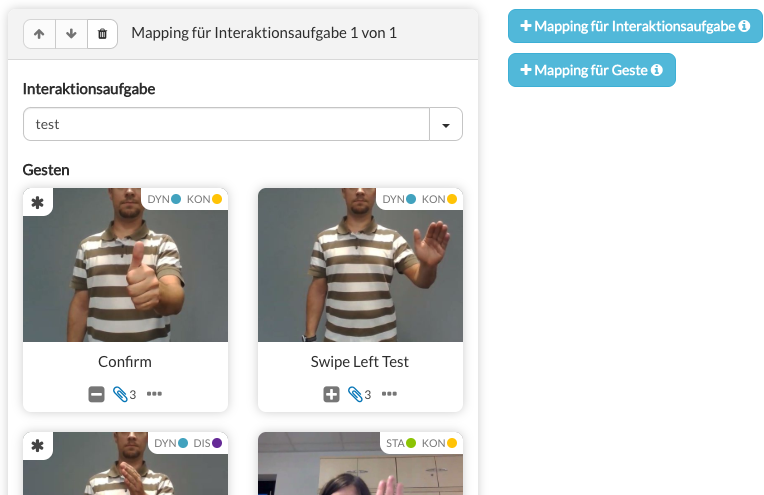 Mapping für Interaktionsaufgabe 1 von 1
Interaktionsaufgabe
test
Gesten
DYN KON
DYN KON
Confirm
Swipe Left Test
3
3
DYN DIS
STA KON
Mapping für Interaktionsaufgabe
Mapping für Geste